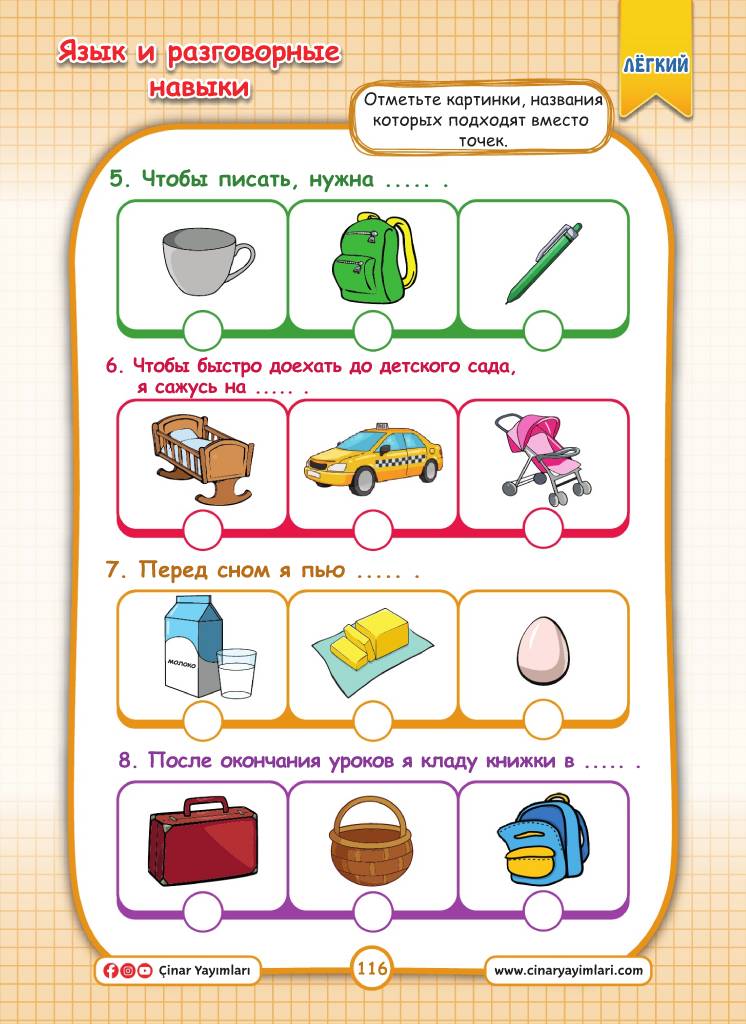 Язык и разговорные
навыки
ЛЁГКИЙ
Отметьте картинки, названия
которых подходят вместо
точек.
5. Чтобы писать, нужна ..... .
6. Чтобы быстро доехать до детского сада,
я сажусь на ..... .
7. Перед сном я пью ..... .
МОЛОКО
8. После окончания уроков я кладу книжки в ..... .
Çınar Yayımları
116
www.cinaryayimlari.com